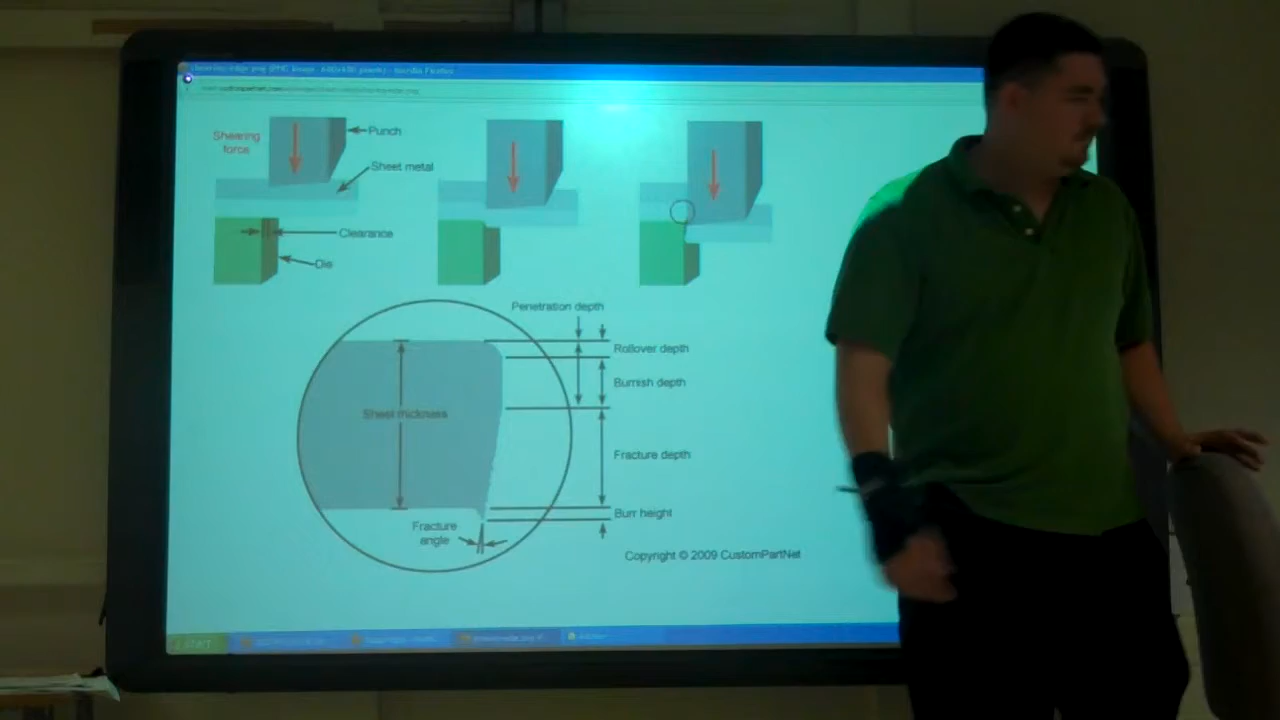 Shearing
force
Punch
Sheet metal
Clearance
Die
Penetration depth
Rollover depth
Burnish depth
Sheet thickness
Fracture depth
Burr height
Fracture
angle
Copyright © 2009 CustomPartNet
START